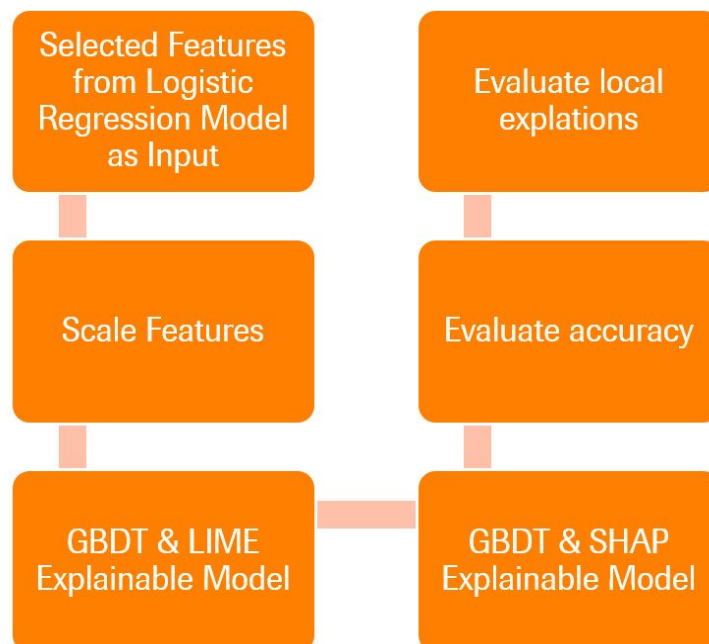 Selected Features
from Logistic
Regression Model
as Input
Scale Features
GBDT & LIME
Explainable Model
GBDT & SHAP
Explainable Model
Evaluate accuracy
Evaluate local
explations